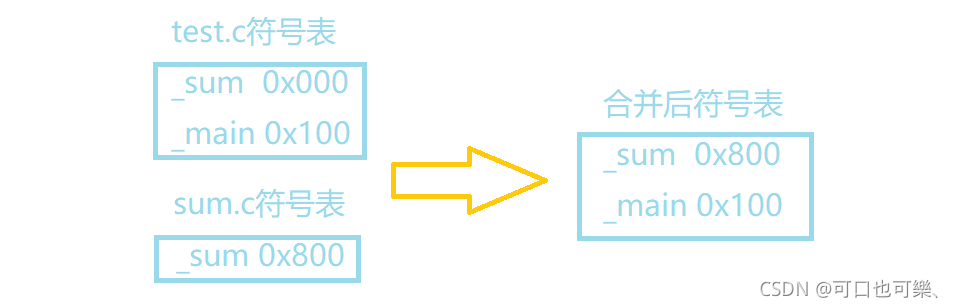 test.c符号表
_sum 0x000
_main 0x100
sum.c符号表
_sum 0x800
合并后符号表
_sum 0x800
_main 0x100
CSDN @可口也可樂、